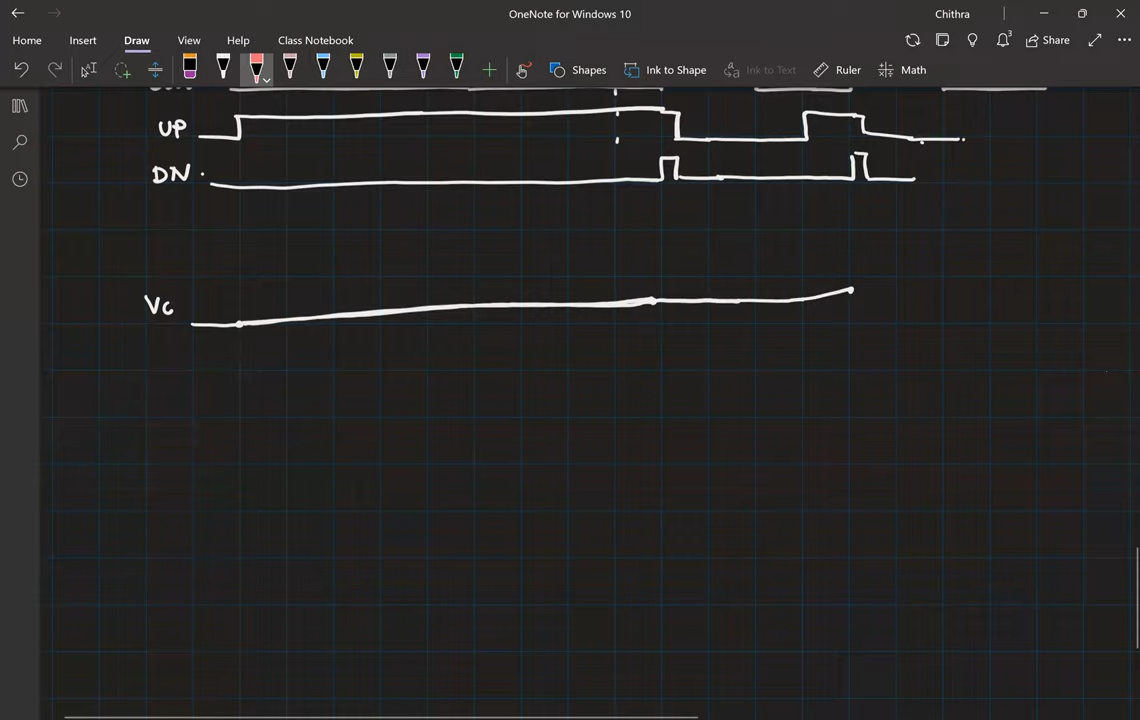 OneNote for Windows 10
Chithra
Home Insert Draw View Help Class Notebook
3 Share
Shapes Ink to Shape Ink to Text Ruler Math
UP
DN
Vc